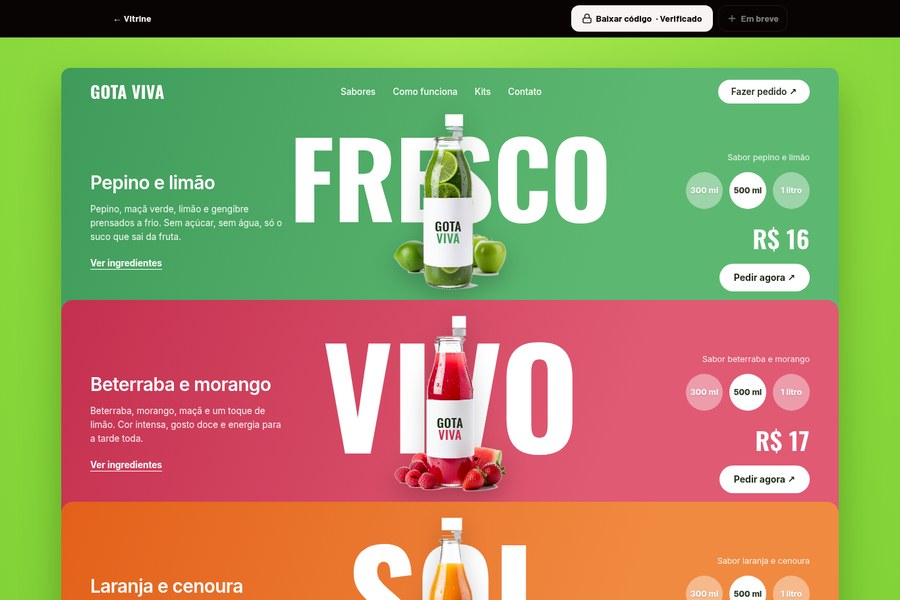 ← Vitrine
Baixar código · Verificado
+ Em breve
GOTA VIVA
Sabores
Como funciona
Kits
Contato
Fazer pedido ↗
FRESCO
Pepino e limão
Pepino, maçã verde, limão e gengibre
prensados a frio. Sem açúcar, sem água, só o
suco que sai da fruta.
Ver ingredientes
GOTA
VIVA
Sabor pepino e limão
300 ml
500 ml
1 litro
R$ 16
Pedir agora ↗
VIVO
Beterraba e morango
Beterraba, morango, maçã e um toque de
limão. Cor intensa, gosto doce e energia para
a tarde toda.
Ver ingredientes
GOTA
VIVA
Sabor beterraba e morango
300 ml
500 ml
1 litro
R$ 17
Pedir agora ↗
SOL
Laranja e cenoura
Sabor laranja e cenoura
300 ml
500 ml
1 litro